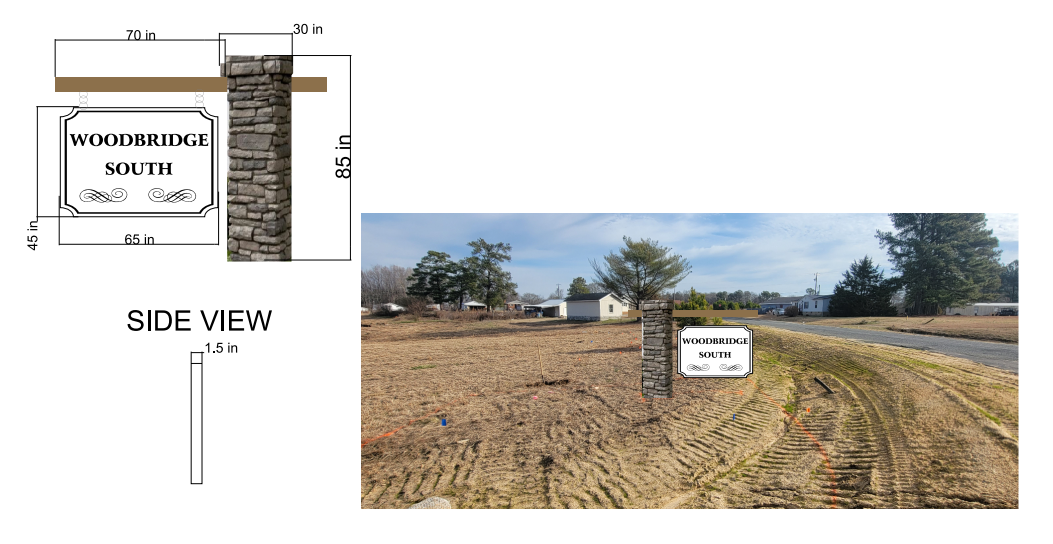 70 in
30 in
WOODBRIDGE
SOUTH
85 in
45 in
65 in
SIDE VIEW
1.5 in
WOODBRIDGE
SOUTH